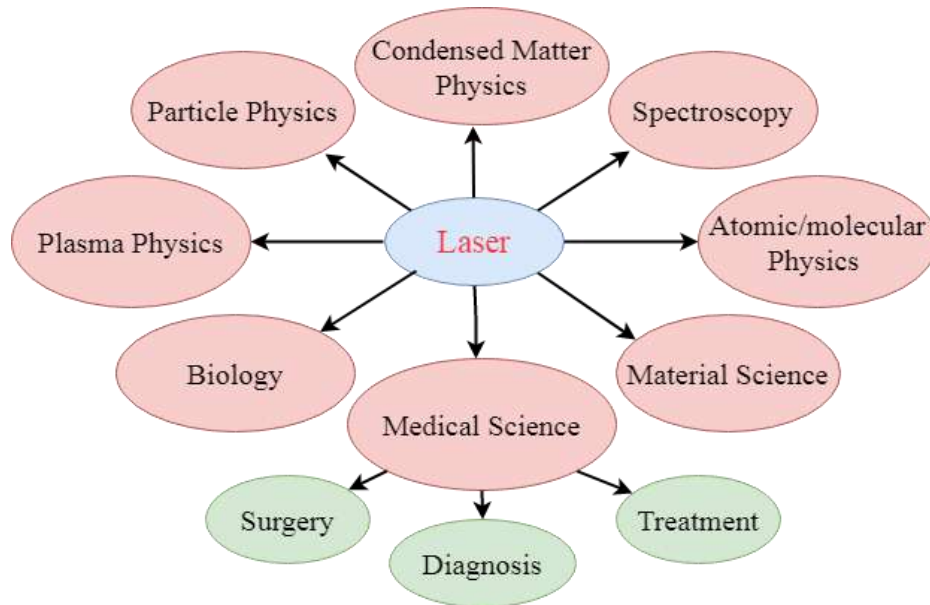 Condensed Matter
Physics
Particle Physics
Spectroscopy
Plasma Physics
Laser
Atomic/molecular
Physics
Biology
Material Science
Medical Science
Surgery
Treatment
Diagnosis